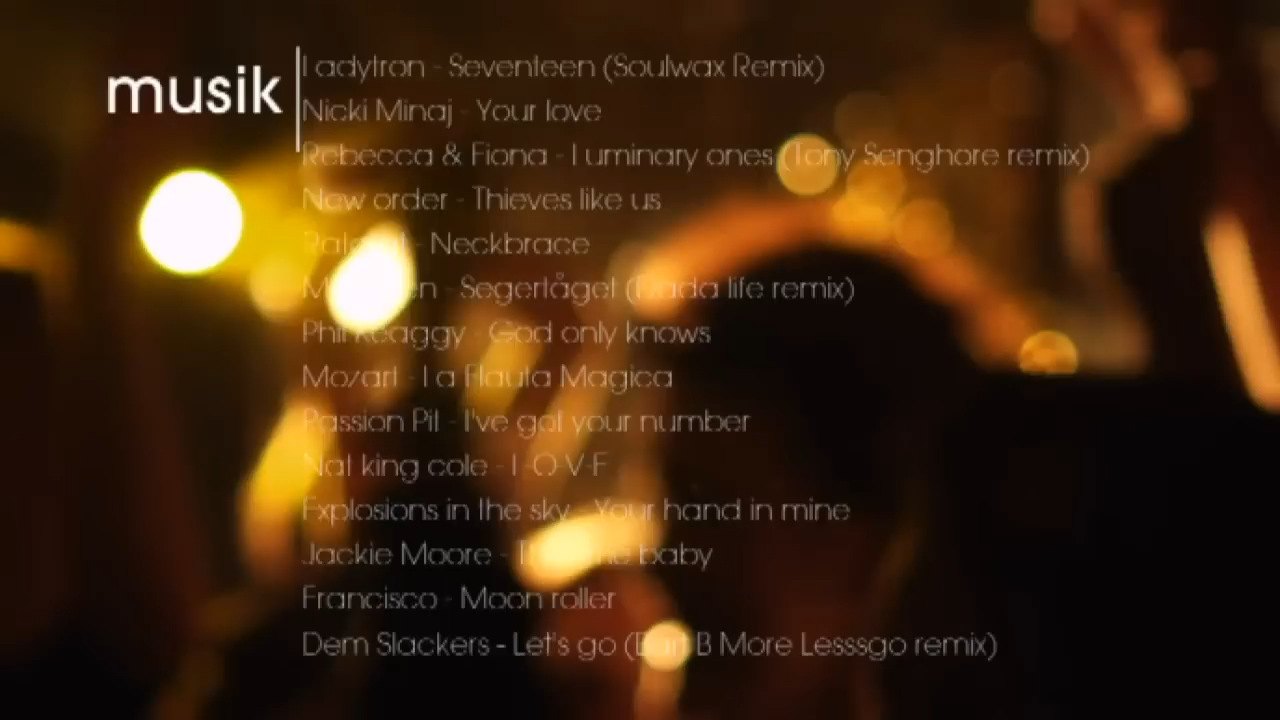 musik
Ladytron - Seventeen (Soulwax Remix)
Nicki Minaj - Your love
Rebecca & Fiona - Luminary ones (Tony Senghore remix)
New order - Thieves like us
- Neckbrace
- Segertåget (Dada life remix)
Phil Keaggy - God only knows
Mozart - La Flauta Magica
Passion Pit - I've got your number
Nat king cole - L-O-V-E
Explosions in the sky - Your hand in mine
Jackie Moore - baby
Francisco - Moon roller
Dem Slackers - Let's go (Bart B More Lesssgo remix)